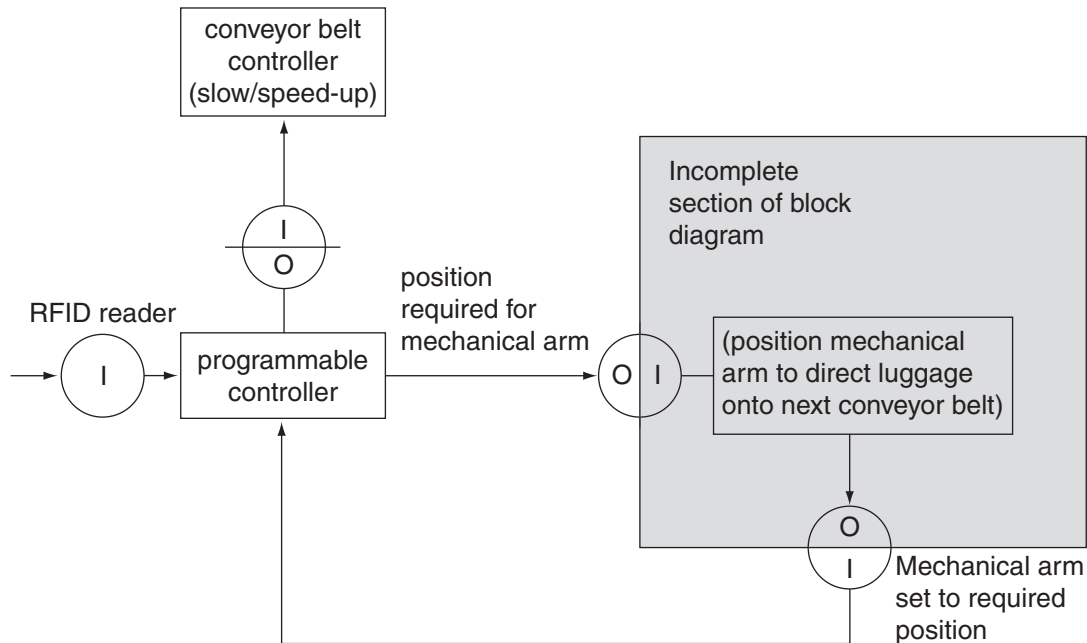 conveyor belt
controller
(slow/speed-up)
Incomplete
section of block
diagram
I
O
position
required for
mechanical arm
RFID reader
I
programmable
controller
O I
(position mechanical
arm to direct luggage
onto next conveyor belt)
O
I
Mechanical arm
set to required
position